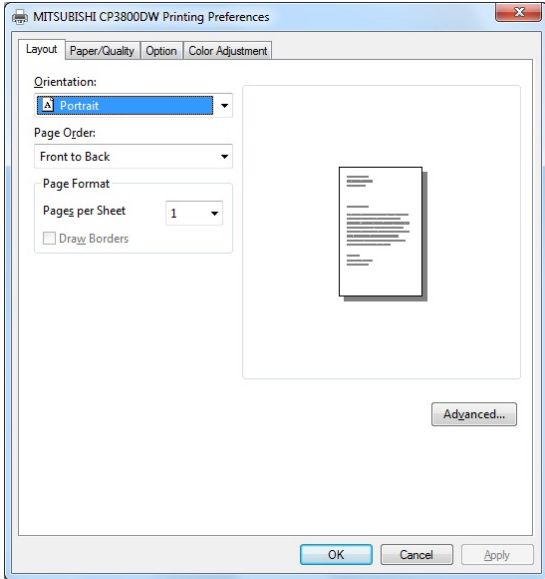 MITSUBISHI CP3800DW Printing Preferences
Layout Paper/Quality Option Color Adjustment
Orientation:
A Portrait
Page Order:
Front to Back
Page Format
Pages per Sheet 1
Draw Borders
Advanced...
OK Cancel Apply